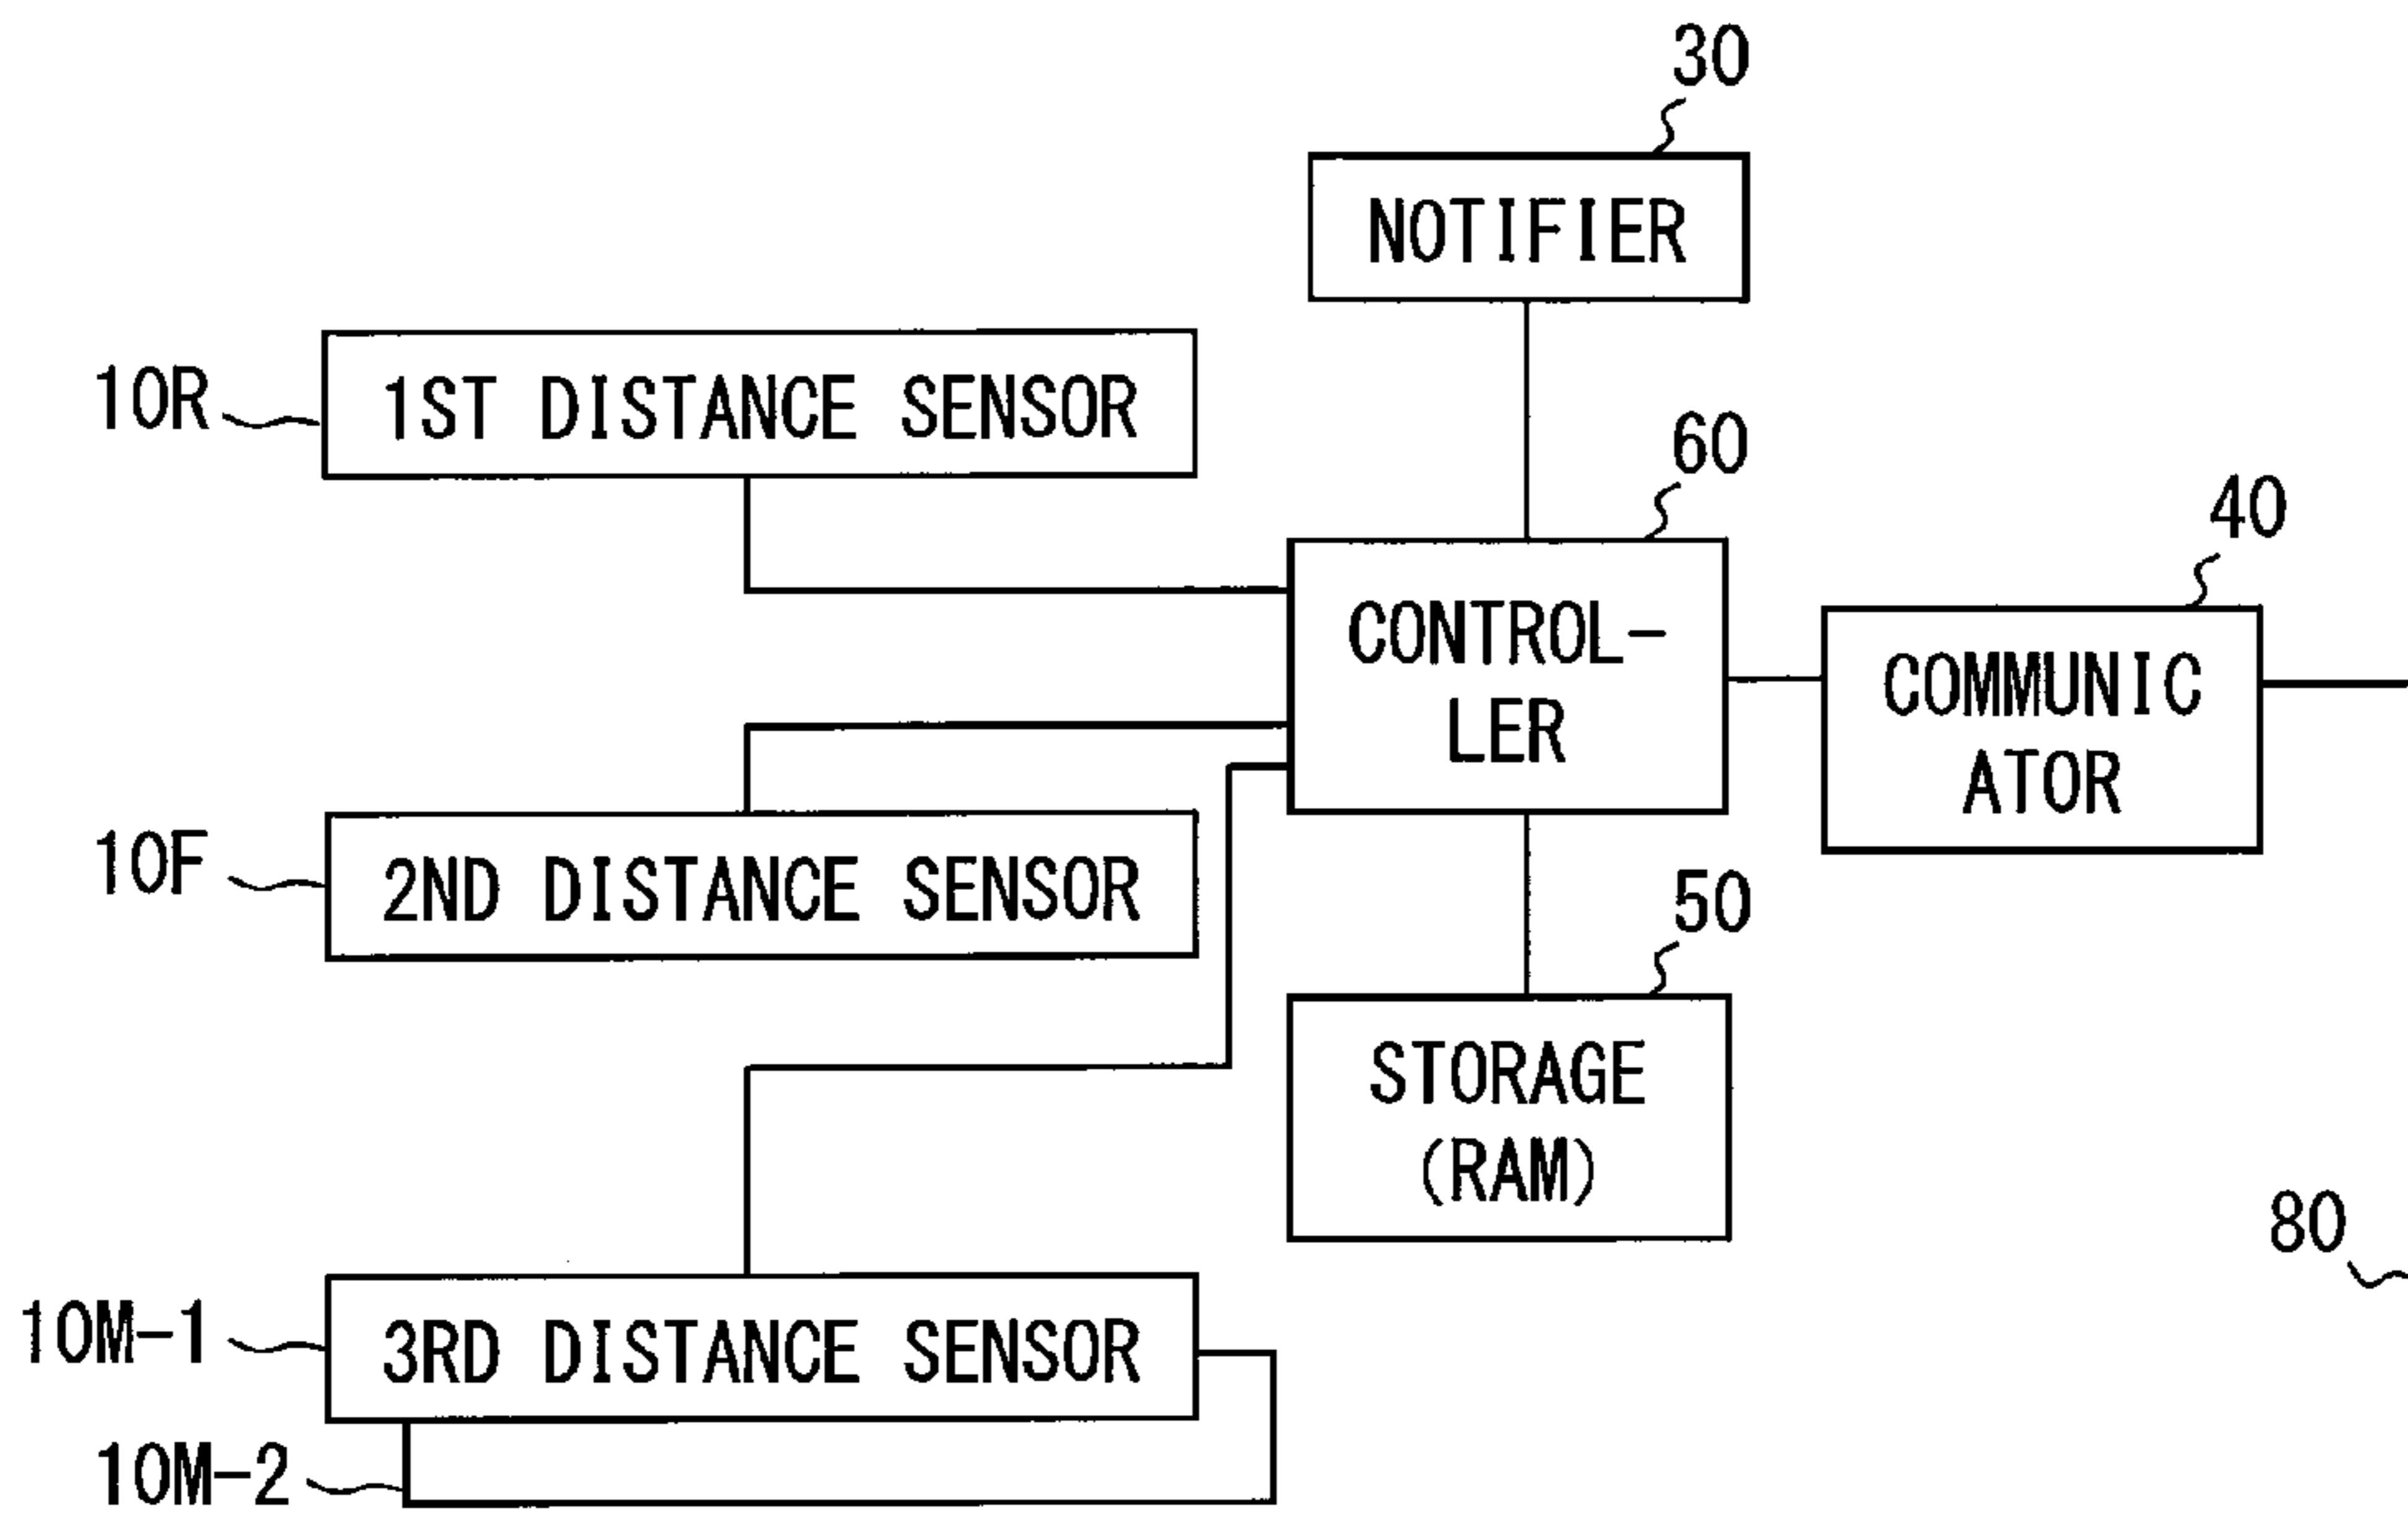 30
NOTIFIER
10R
1ST DISTANCE SENSOR
60
CONTROL-
LER
40
COMMUNIC
ATOR
10F
2ND DISTANCE SENSOR
50
STORAGE
(RAM)
80
10M-1
3RD DISTANCE SENSOR
10M-2